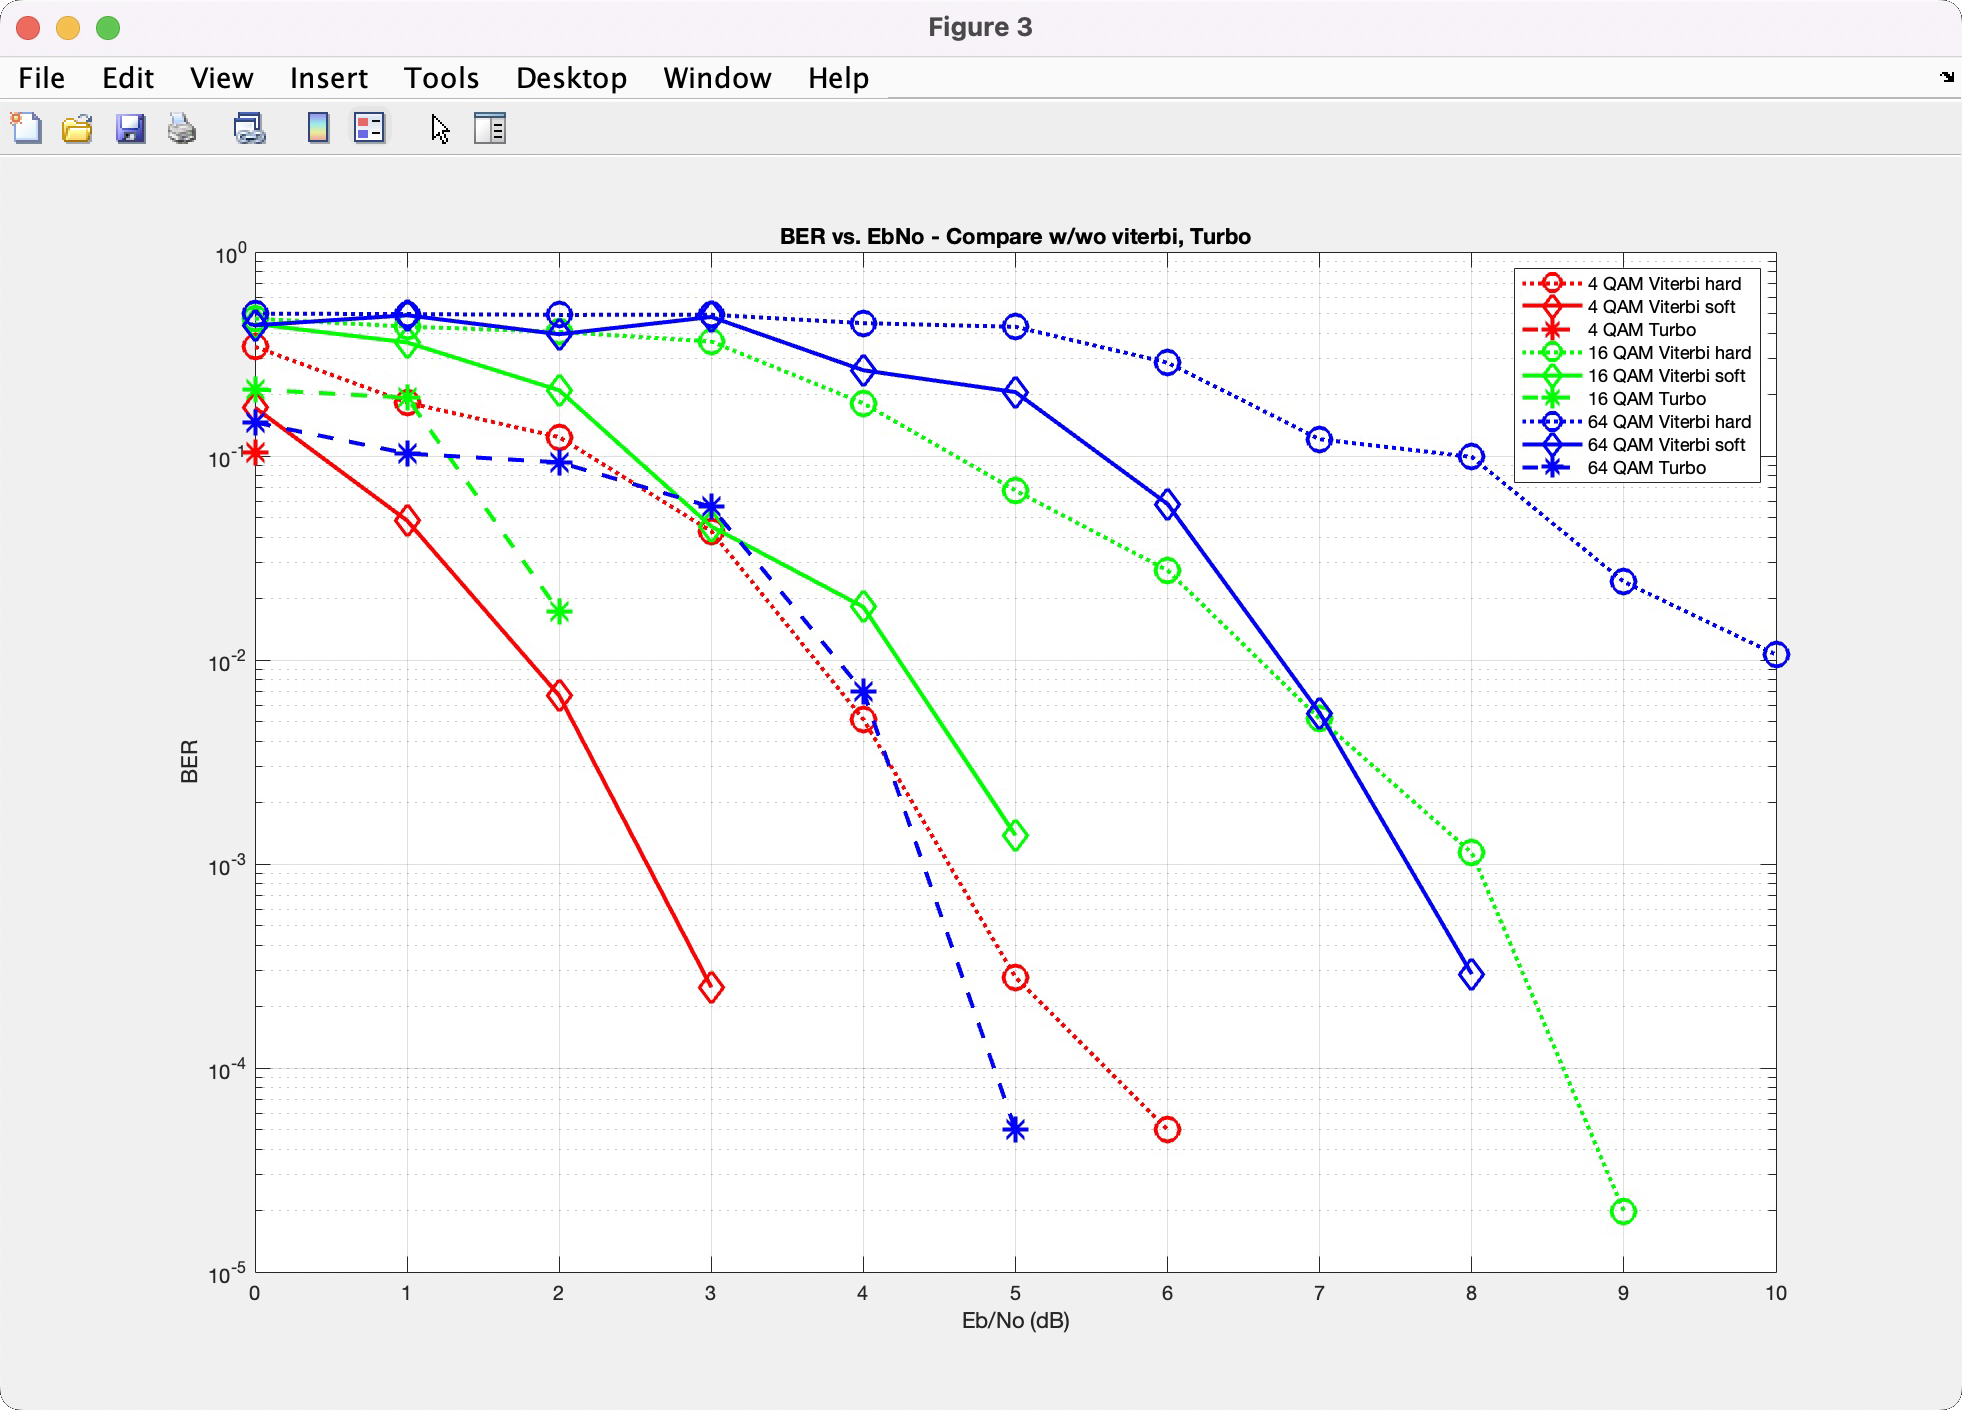 Figure 3
File Edit View Insert Tools Desktop Window Help
BER vs. EbNo - Compare w/wo viterbi, Turbo
10^0
10^-1
10^-2
10^-3
10^-4
10^-5
BER
4 QAM Viterbi hard
4 QAM Viterbi soft
4 QAM Turbo
16 QAM Viterbi hard
16 QAM Viterbi soft
16 QAM Turbo
64 QAM Viterbi hard
64 QAM Viterbi soft
64 QAM Turbo
0 1 2 3 4 5 6 7 8 9 10
Eb/No (dB)